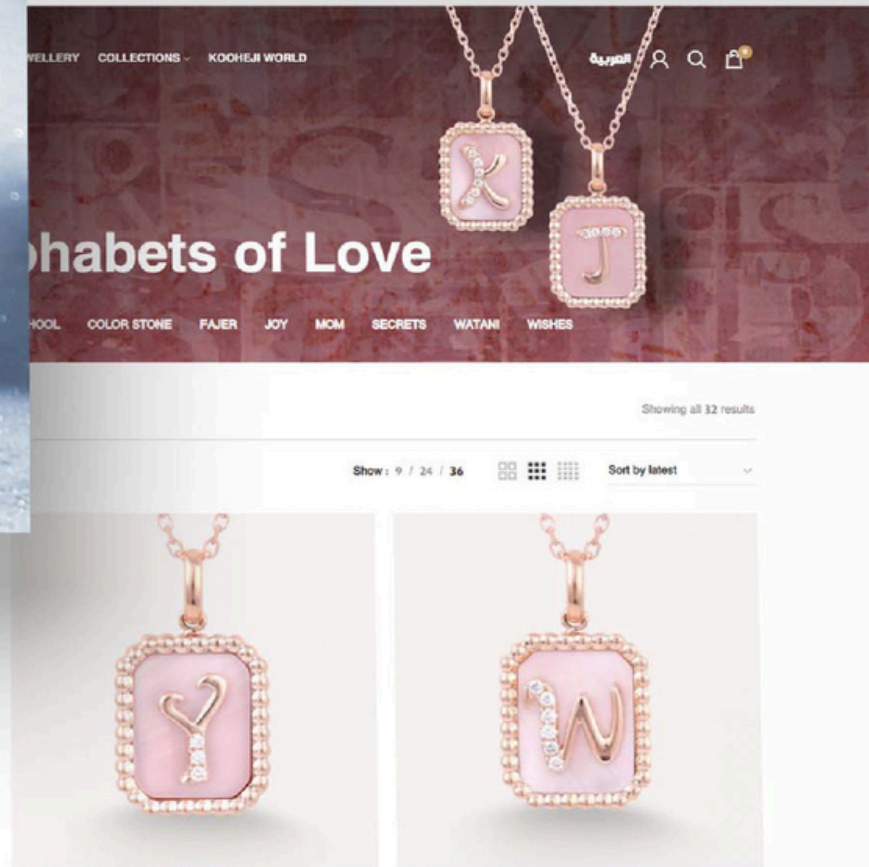 WELLERY COLLECTIONS KOOHEJI WORLD العربية 0
X
J
phabets of Love
HOOL COLOR STONE FAJER JOY MOM SECRETS WATANI WISHES
Showing all 32 results
Show : 9 / 24 / 36 Sort by latest
Y W